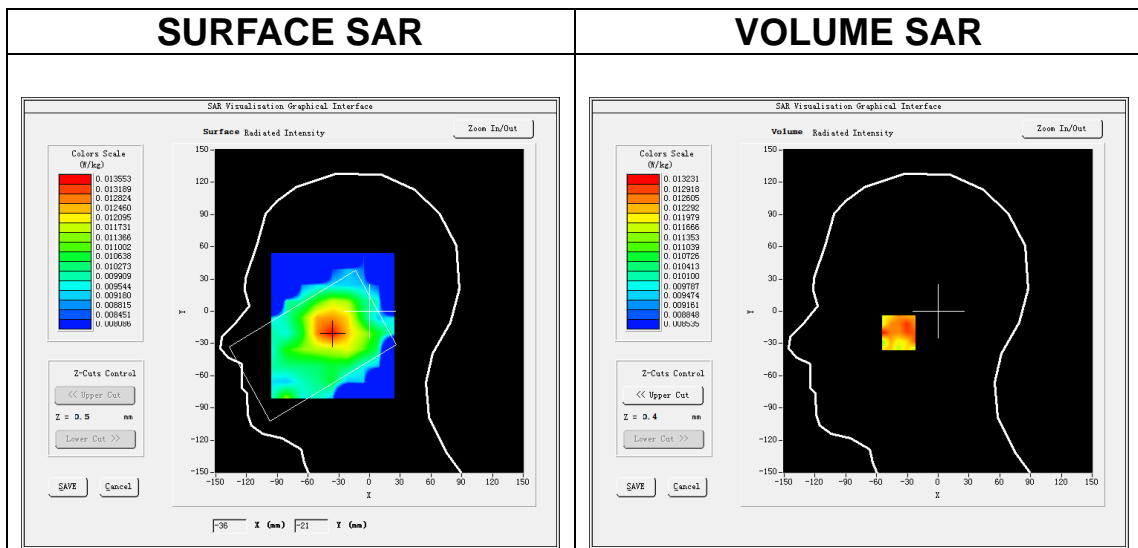 SURFACE SAR
SAR Visualisation Graphical Interface
Surface Radiated Intensity
Zoom In/Out
Colors Scale
(W/kg)
0.013553
0.013189
0.012824
0.012460
0.012095
0.011731
0.011366
0.011002
0.010638
0.010273
0.009909
0.009544
0.009180
0.008815
0.008451
0.008086
150
120
90
60
30
0
-30
-60
-90
-120
-150
Y
-150 -120 -90 -60 -30 0 30 60 90 120 150
X
Z-Cuts Control
<< Upper Cut
Z = 0.5 mm
Lower Cut >>
SAVE Cancel
-36 X (mm) -21 Y (mm)
VOLUME SAR
SAR Visualisation Graphical Interface
Volume Radiated Intensity
Zoom In/Out
Colors Scale
(W/kg)
0.013231
0.012918
0.012605
0.012292
0.011979
0.011666
0.011353
0.011039
0.010726
0.010413
0.010100
0.009787
0.009474
0.009161
0.008848
0.008535
150
120
90
60
30
0
-30
-60
-90
-120
-150
Y
-150 -120 -90 -60 -30 0 30 60 90 120 150
X
Z-Cuts Control
<< Upper Cut
Z = 0.4 mm
Lower Cut >>
SAVE Cancel